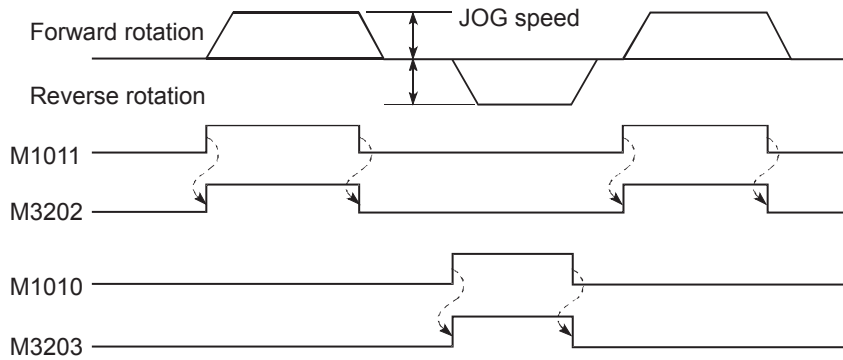 JOG speed
Forward rotation
Reverse rotation
M1011
M3202
M1010
M3203